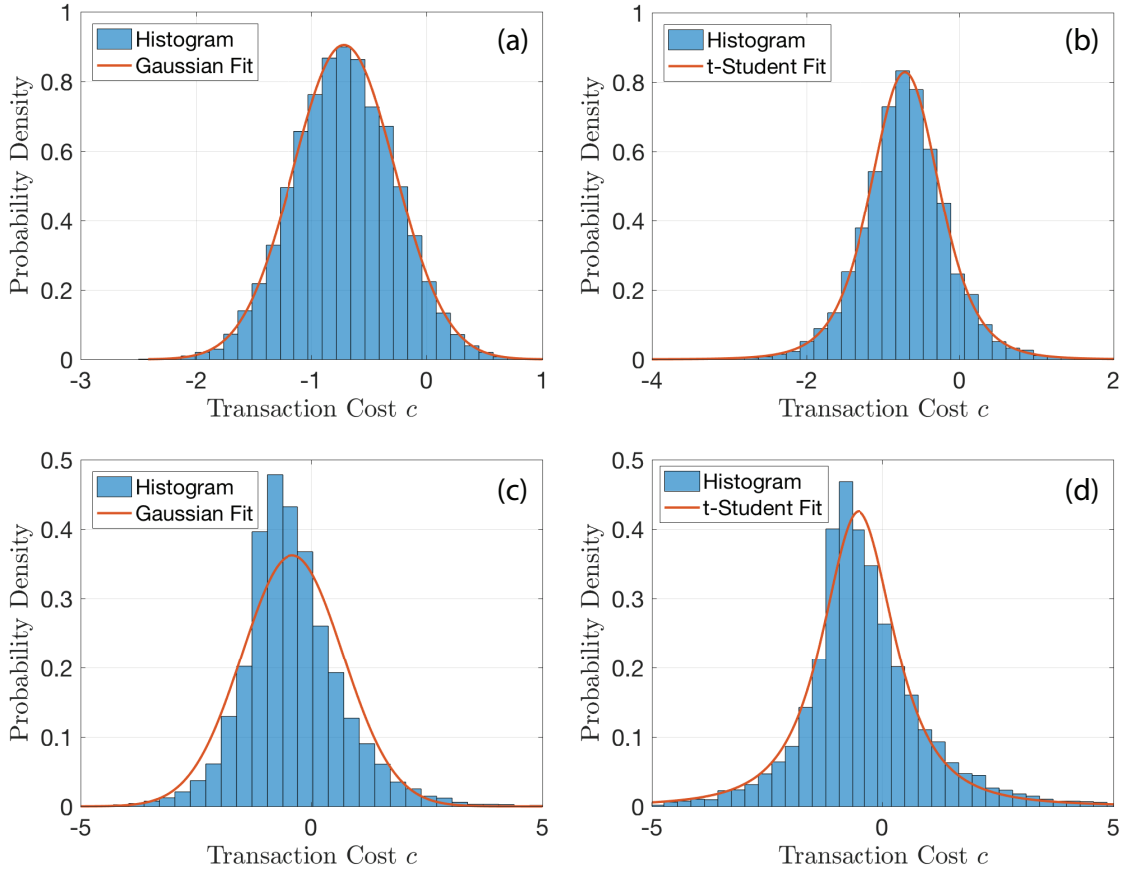 (a)
Histogram
Gaussian Fit
Probability Density
1
0.8
0.6
0.4
0.2
0
-3
-2
-1
0
1
Transaction Cost c
(b)
Histogram
t-Student Fit
Probability Density
1
0.8
0.6
0.4
0.2
0
-4
-2
0
2
Transaction Cost c
(c)
Histogram
Gaussian Fit
Probability Density
0.5
0.4
0.3
0.2
0.1
0
-5
0
5
Transaction Cost c
(d)
Histogram
t-Student Fit
Probability Density
0.5
0.4
0.3
0.2
0.1
0
-5
0
5
Transaction Cost c